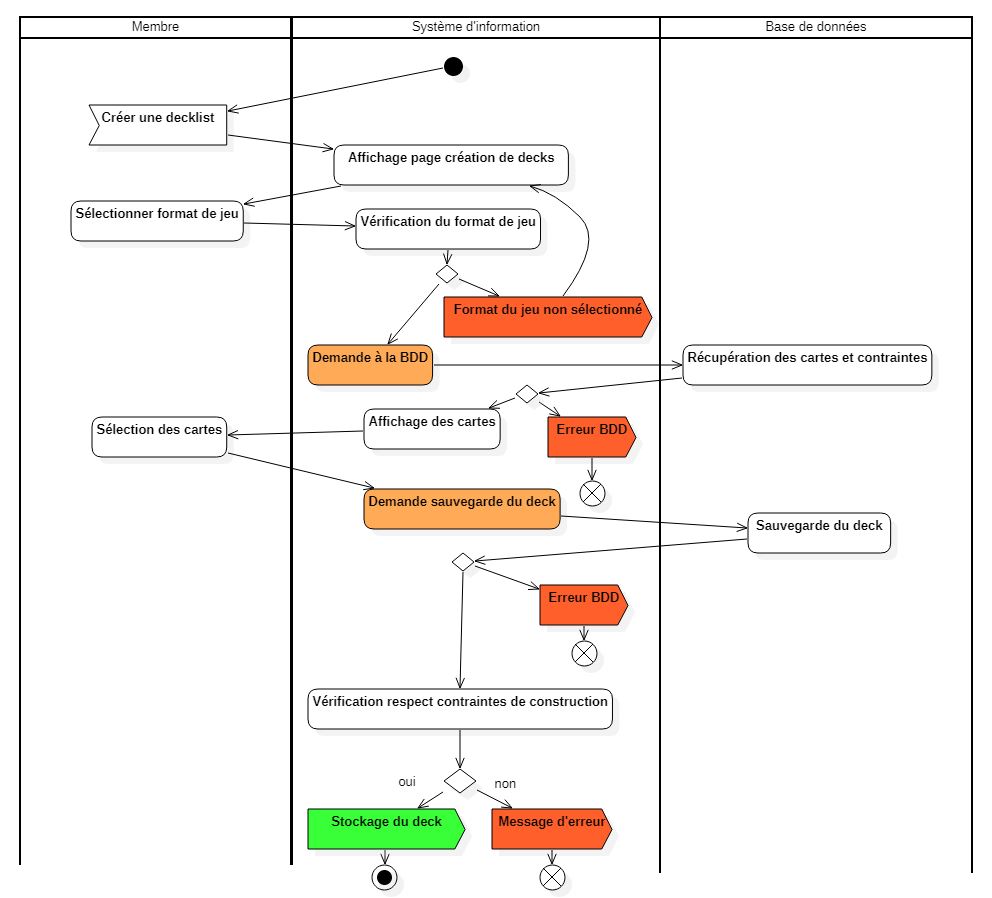 Membre
Système d'information
Base de données
Créer une decklist
Affichage page création de decks
Sélectionner format de jeu
Vérification du format de jeu
Format du jeu non sélectionné
Demande à la BDD
Récupération des cartes et contraintes
Affichage des cartes
Erreur BDD
Sélection des cartes
Demande sauvegarde du deck
Sauvegarde du deck
Erreur BDD
Vérification respect contraintes de construction
oui
non
Stockage du deck
Message d'erreur